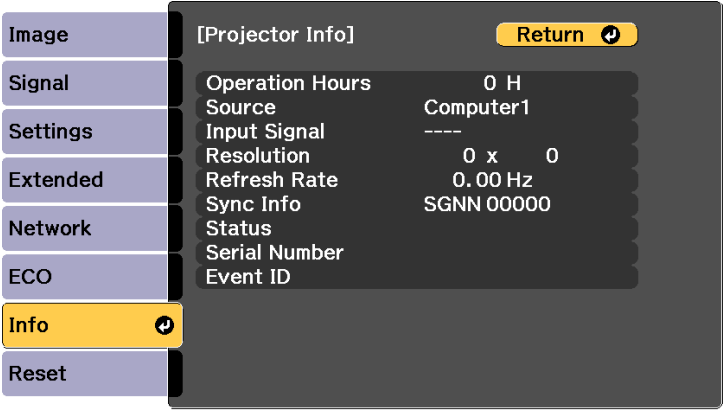 Image
Signal
Settings
Extended
Network
ECO
Info
Reset
[Projector Info]
Return
Operation Hours 0 H
Source Computer1
Input Signal ----
Resolution 0 x 0
Refresh Rate 0.00 Hz
Sync Info SGNN 00000
Status
Serial Number
Event ID